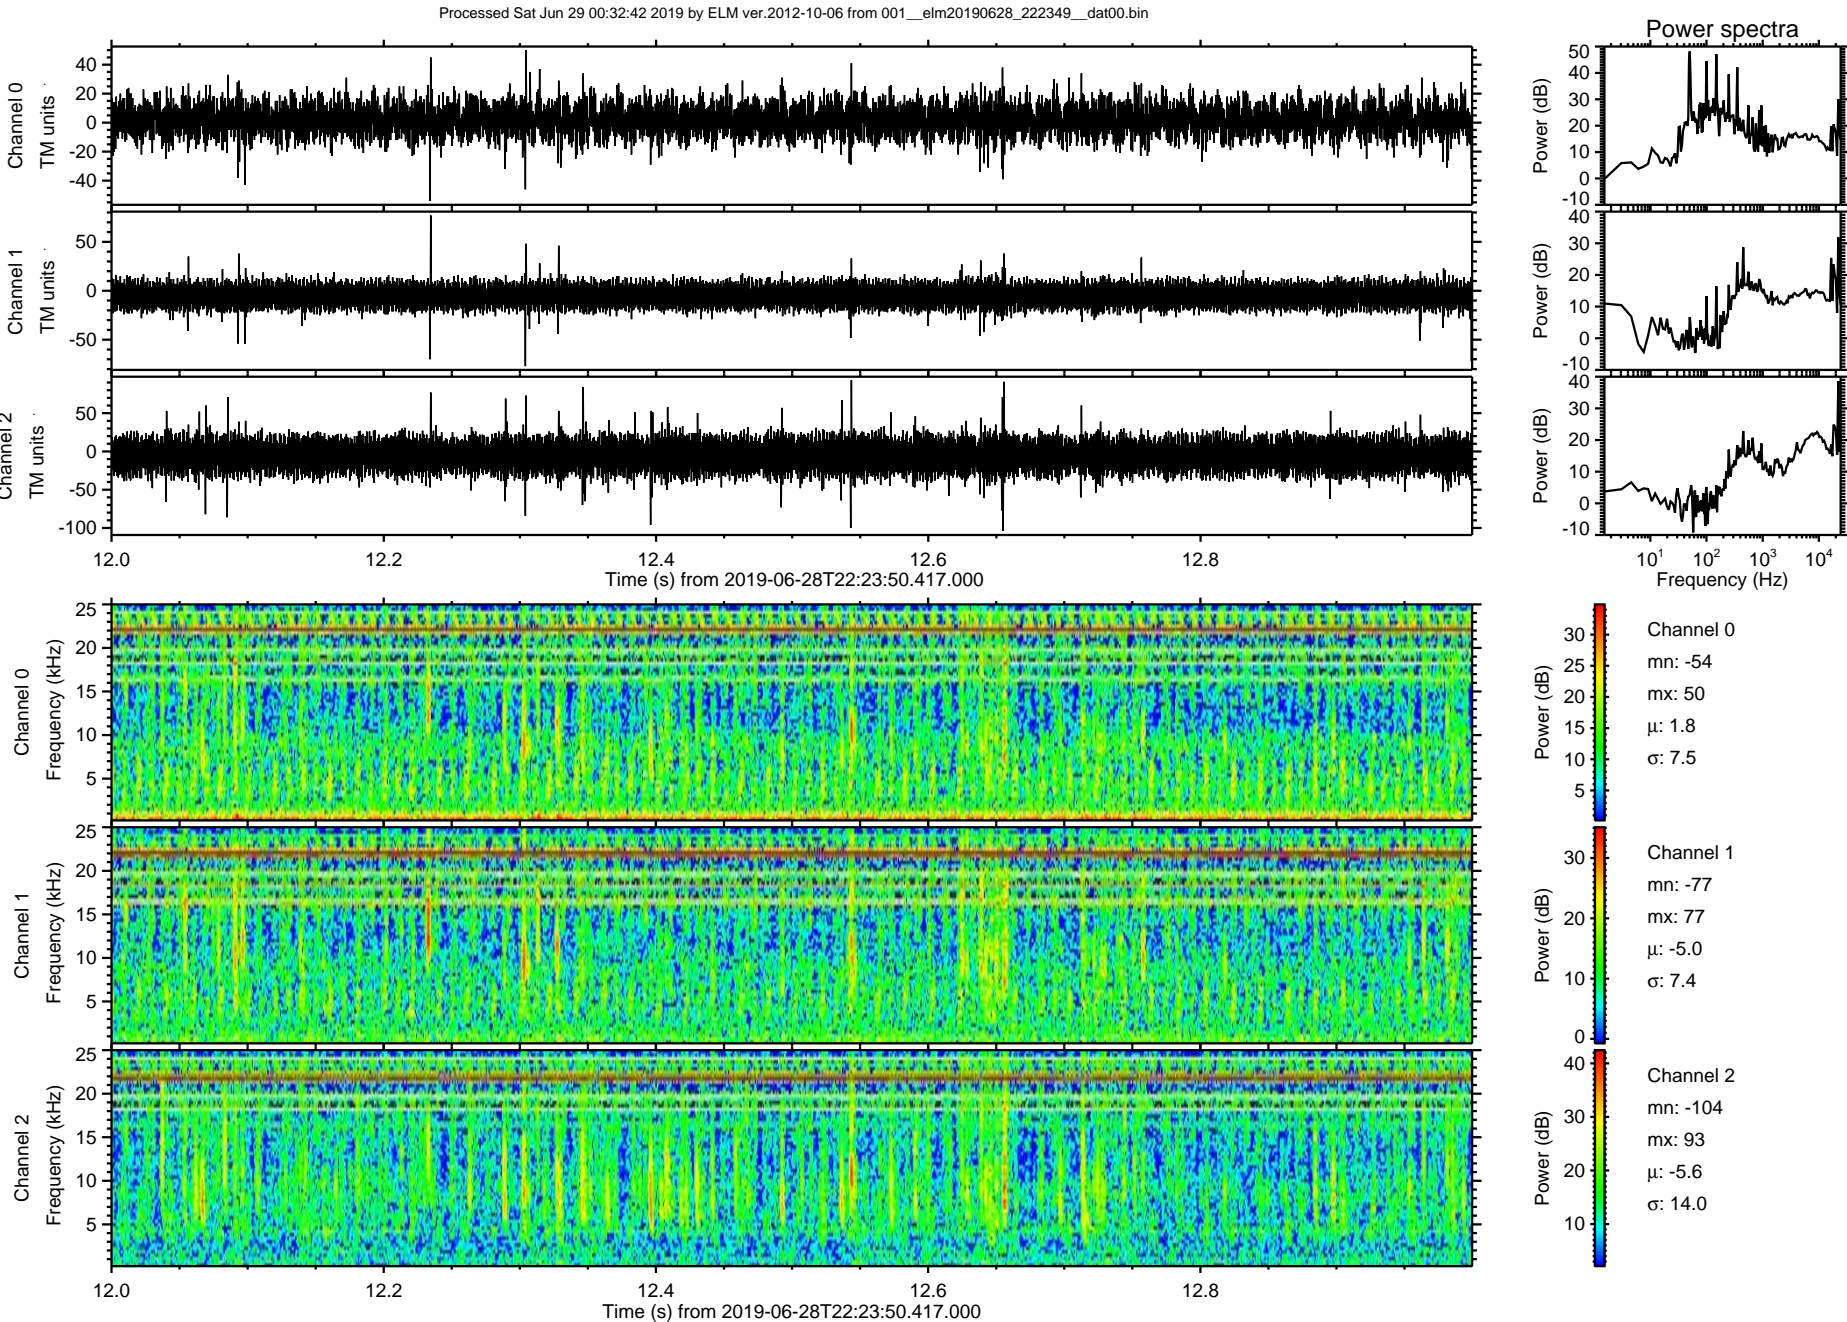 Processed Sat Jun 29 00:32:42 2019 by ELM ver.2012-10-06 from 001__elm20190628_222349__dat00.bin
Power spectra
Channel 0
TM units
40
20
0
-20
-40
Power (dB)
50
40
30
20
10
0
-10
Channel 1
TM units
50
0
-50
Power (dB)
40
30
20
10
0
-10
Channel 2
TM units
50
0
-50
-100
Power (dB)
40
30
20
10
0
-10
12.0 12.2 12.4 12.6 12.8
Time (s) from 2019-06-28T22:23:50.417.000
10^1 10^2 10^3 10^4
Frequency (Hz)
Channel 0
Frequency (kHz)
25
20
15
10
5
Power (dB)
30
25
20
15
10
5
Channel 0
mn: -54
mx: 50
μ: 1.8
σ: 7.5
Channel 1
Frequency (kHz)
25
20
15
10
5
Power (dB)
30
20
10
0
Channel 1
mn: -77
mx: 77
μ: -5.0
σ: 7.4
Channel 2
Frequency (kHz)
25
20
15
10
5
Power (dB)
40
30
20
10
Channel 2
mn: -104
mx: 93
μ: -5.6
σ: 14.0
12.0 12.2 12.4 12.6 12.8
Time (s) from 2019-06-28T22:23:50.417.000